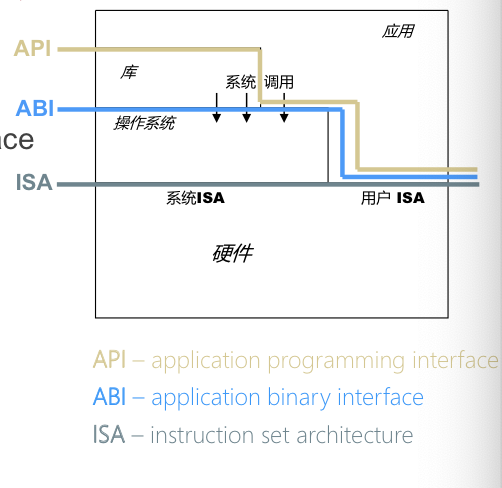 应用
API
库
系统 调用
ABI
操作系统
ace
ISA
系统ISA
用户 ISA
硬件
API – application programming interface
ABI – application binary interface
ISA – instruction set architecture